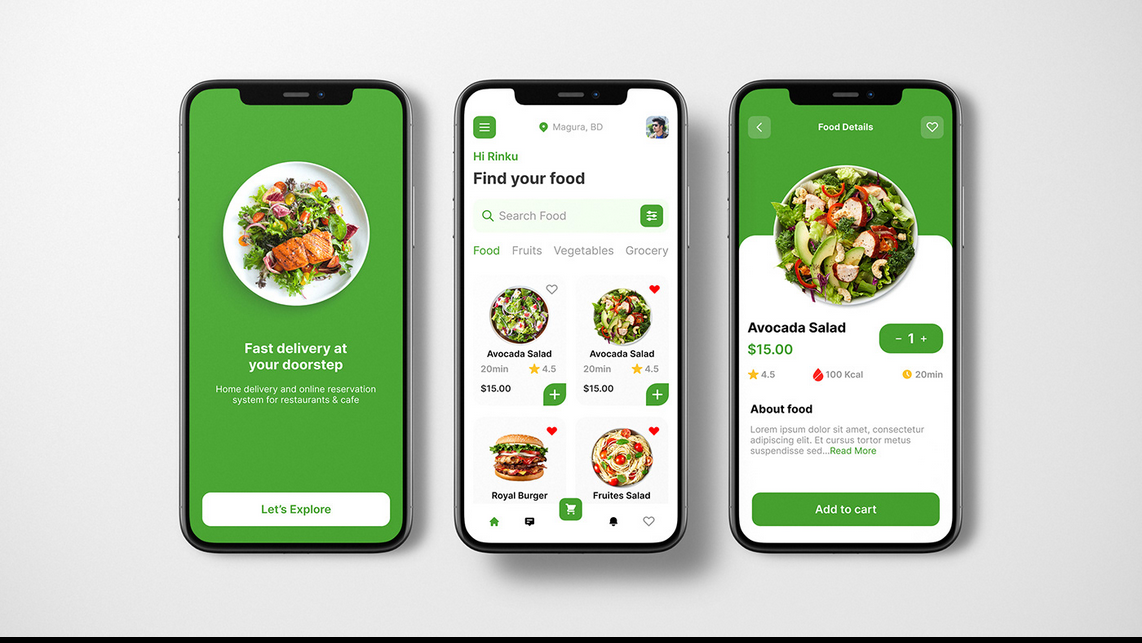 Fast delivery at
your doorstep
Home delivery and online reservation
system for restaurants & cafe
Let's Explore
Magura, BD
Hi Rinku
Find your food
Search Food
Food Fruits Vegetables Grocery
Avocada Salad
20min 4.5
$15.00
+
Avocada Salad
20min 4.5
$15.00
+
Royal Burger
Fruites Salad
Food Details
Avocada Salad
$15.00
− 1 +
4.5 100 Kcal 20min
About food
Lorem ipsum dolor sit amet, consectetur
adipiscing elit. Et cursus tortor metus
suspendisse sed...Read More
Add to cart